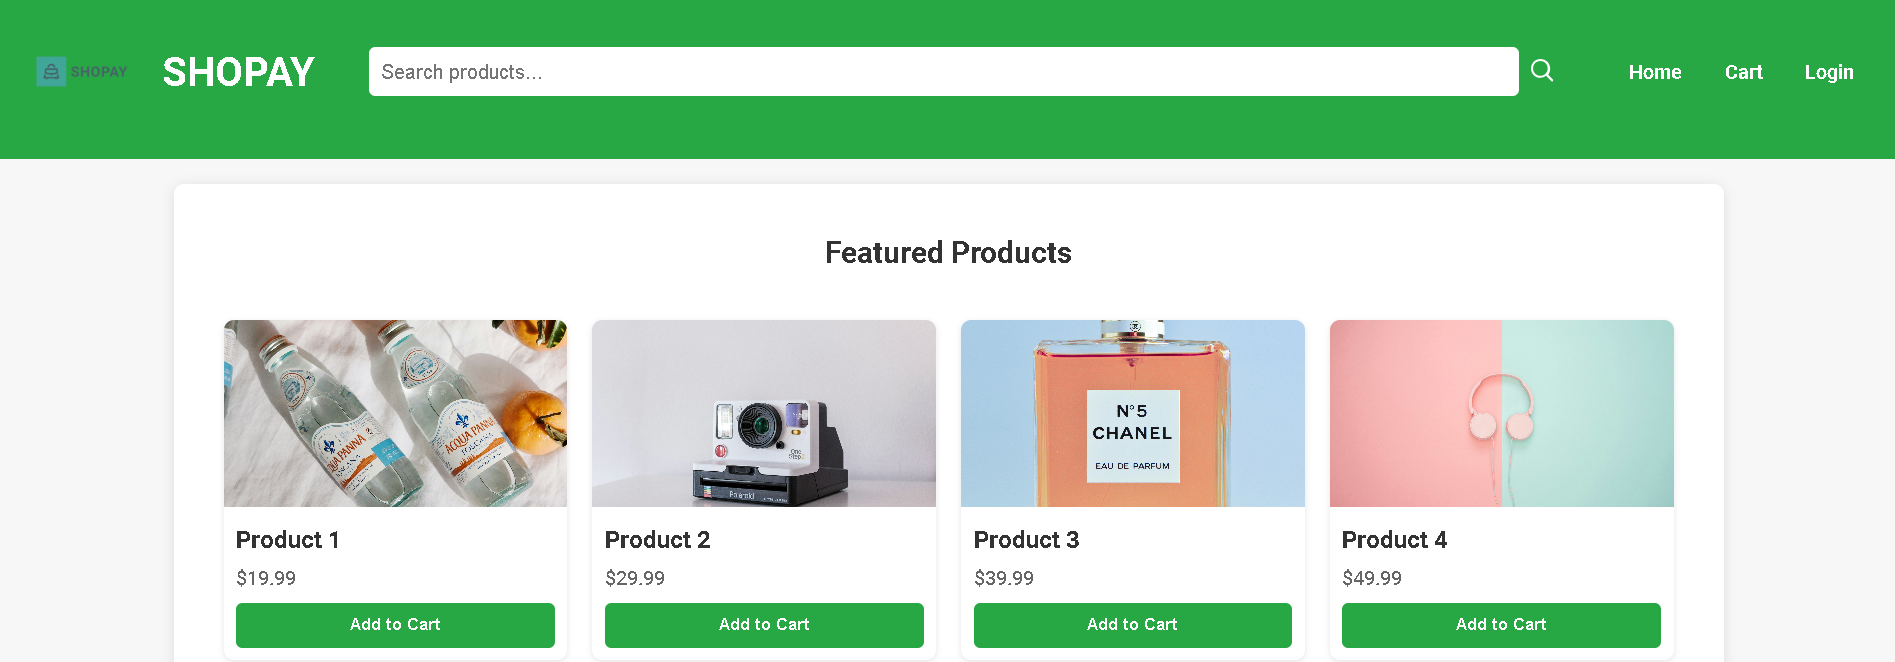 SHOPAY
SHOPAY
Search products...
Home
Cart
Login
Featured Products
ACQUA PANNA
TOSCANA
OneStep2
Polaroid
N°5
CHANEL
EAU DE PARFUM
Product 1
Product 2
Product 3
Product 4
$19.99
$29.99
$39.99
$49.99
Add to Cart
Add to Cart
Add to Cart
Add to Cart